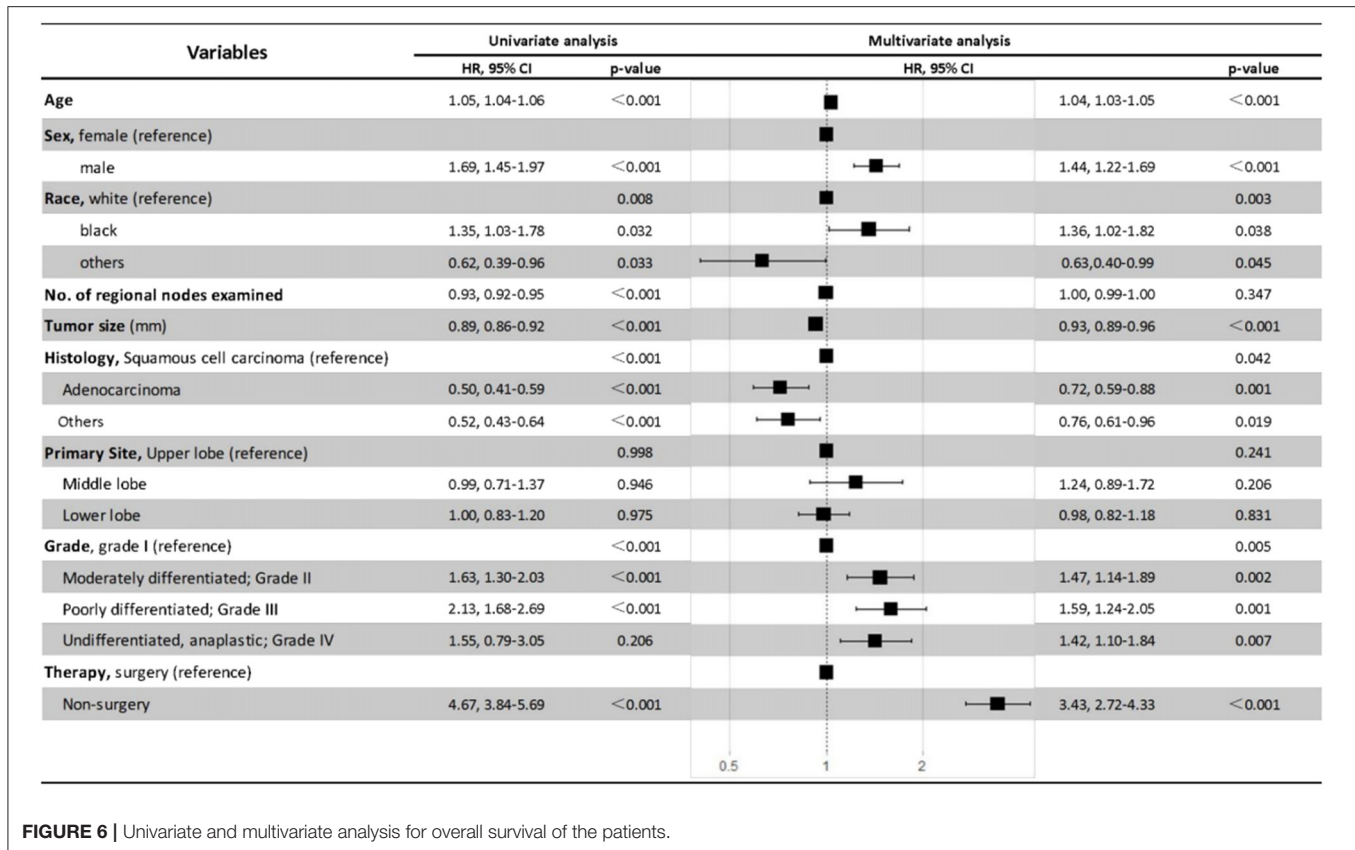 Variables Univariate analysis Multivariate analysis
HR, 95% CI p-value HR, 95% CI p-value
Age 1.05, 1.04-1.06 <0.001 1.04, 1.03-1.05 <0.001
Sex, female (reference)
male 1.69, 1.45-1.97 <0.001 1.44, 1.22-1.69 <0.001
Race, white (reference) 0.008 0.003
black 1.35, 1.03-1.78 0.032 1.36, 1.02-1.82 0.038
others 0.62, 0.39-0.96 0.033 0.63,0.40-0.99 0.045
No. of regional nodes examined 0.93, 0.92-0.95 <0.001 1.00, 0.99-1.00 0.347
Tumor size (mm) 0.89, 0.86-0.92 <0.001 0.93, 0.89-0.96 <0.001
Histology, Squamous cell carcinoma (reference) <0.001 0.042
Adenocarcinoma 0.50, 0.41-0.59 <0.001 0.72, 0.59-0.88 0.001
Others 0.52, 0.43-0.64 <0.001 0.76, 0.61-0.96 0.019
Primary Site, Upper lobe (reference) 0.998 0.241
Middle lobe 0.99, 0.71-1.37 0.946 1.24, 0.89-1.72 0.206
Lower lobe 1.00, 0.83-1.20 0.975 0.98, 0.82-1.18 0.831
Grade, grade I (reference) <0.001 0.005
Moderately differentiated; Grade II 1.63, 1.30-2.03 <0.001 1.47, 1.14-1.89 0.002
Poorly differentiated; Grade III 2.13, 1.68-2.69 <0.001 1.59, 1.24-2.05 0.001
Undifferentiated, anaplastic; Grade IV 1.55, 0.79-3.05 0.206 1.42, 1.10-1.84 0.007
Therapy, surgery (reference)
Non-surgery 4.67, 3.84-5.69 <0.001 3.43, 2.72-4.33 <0.001
0.5 1 2
FIGURE 6 | Univariate and multivariate analysis for overall survival of the patients.